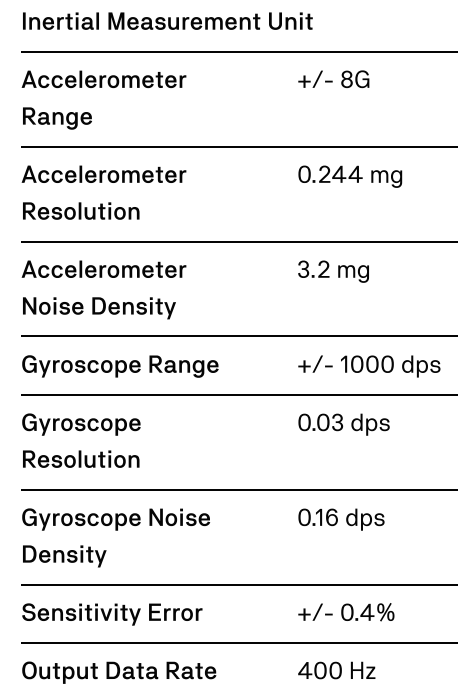 Inertial Measurement Unit
Accelerometer Range +/- 8G
Accelerometer Resolution 0.244 mg
Accelerometer Noise Density 3.2 mg
Gyroscope Range +/- 1000 dps
Gyroscope Resolution 0.03 dps
Gyroscope Noise Density 0.16 dps
Sensitivity Error +/- 0.4%
Output Data Rate 400 Hz